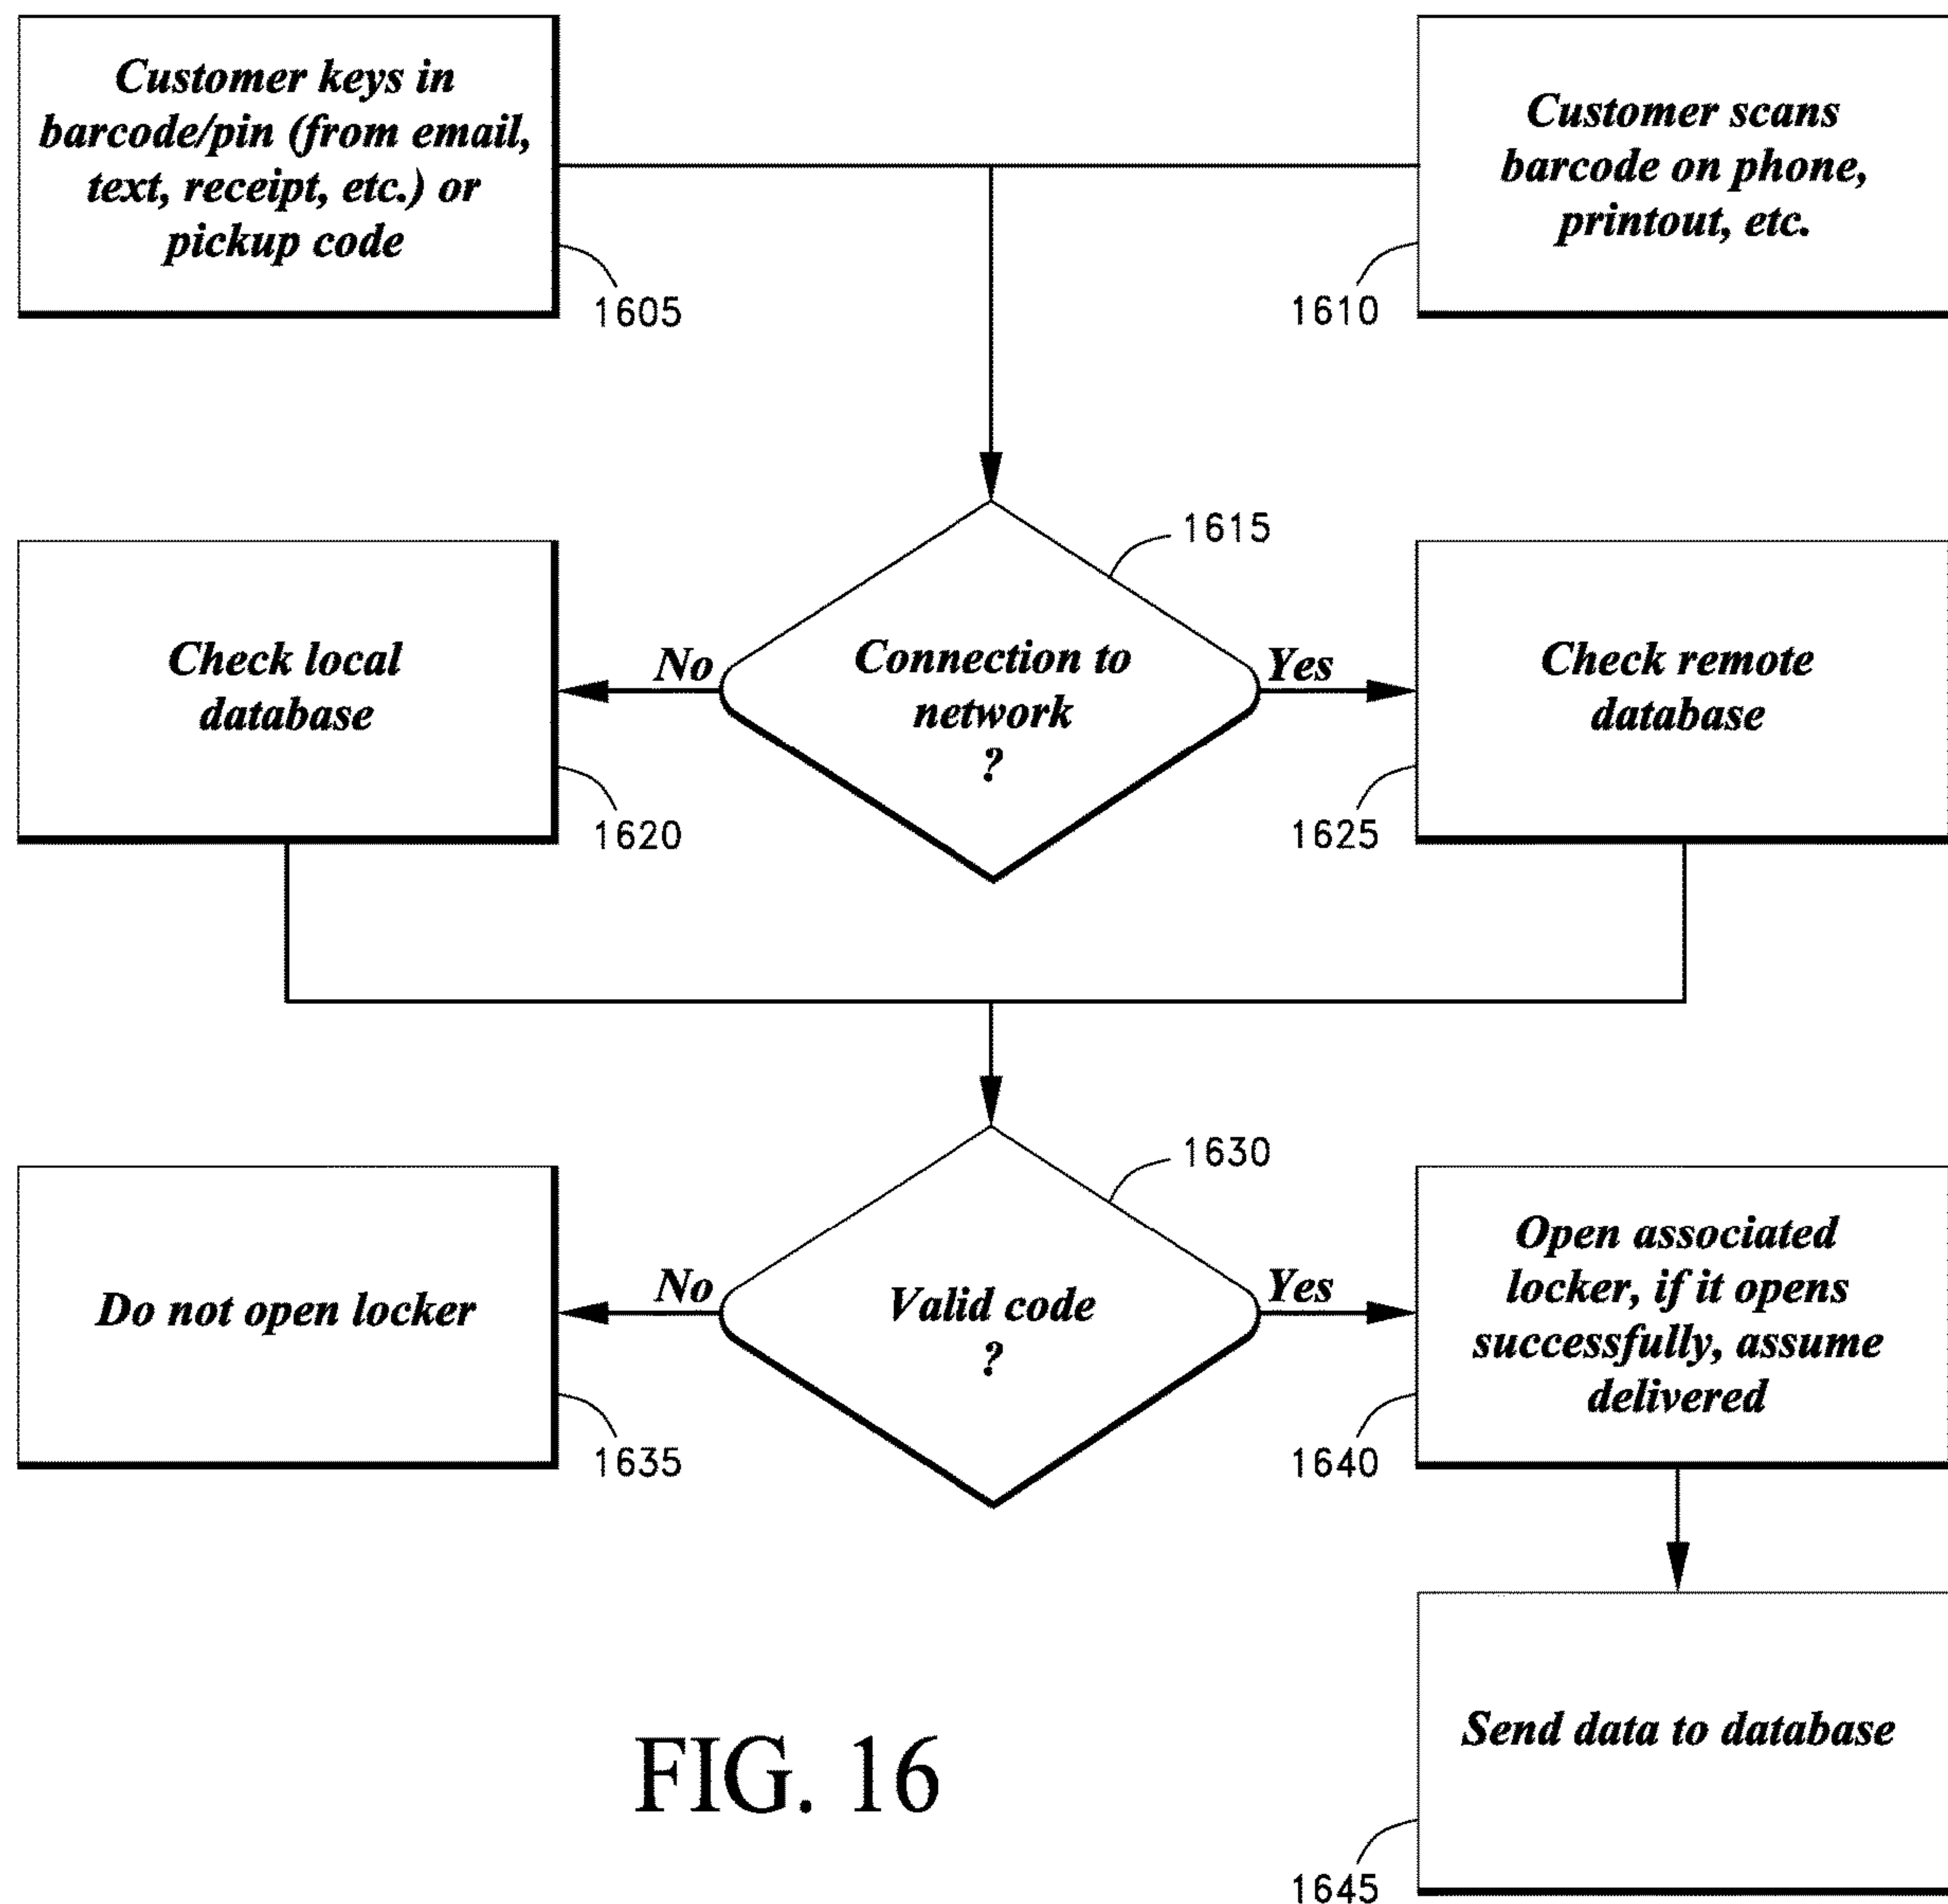 Customer keys in
barcode/pin (from email,
text, receipt, etc.) or
pickup code
1605
Customer scans
barcode on phone,
printout, etc.
1610
1615
Connection to
network
?
No
Yes
Check local
database
1620
Check remote
database
1625
1630
Valid code
?
No
Yes
Do not open locker
1635
Open associated
locker, if it opens
successfully, assume
delivered
1640
Send data to database
1645
FIG. 16